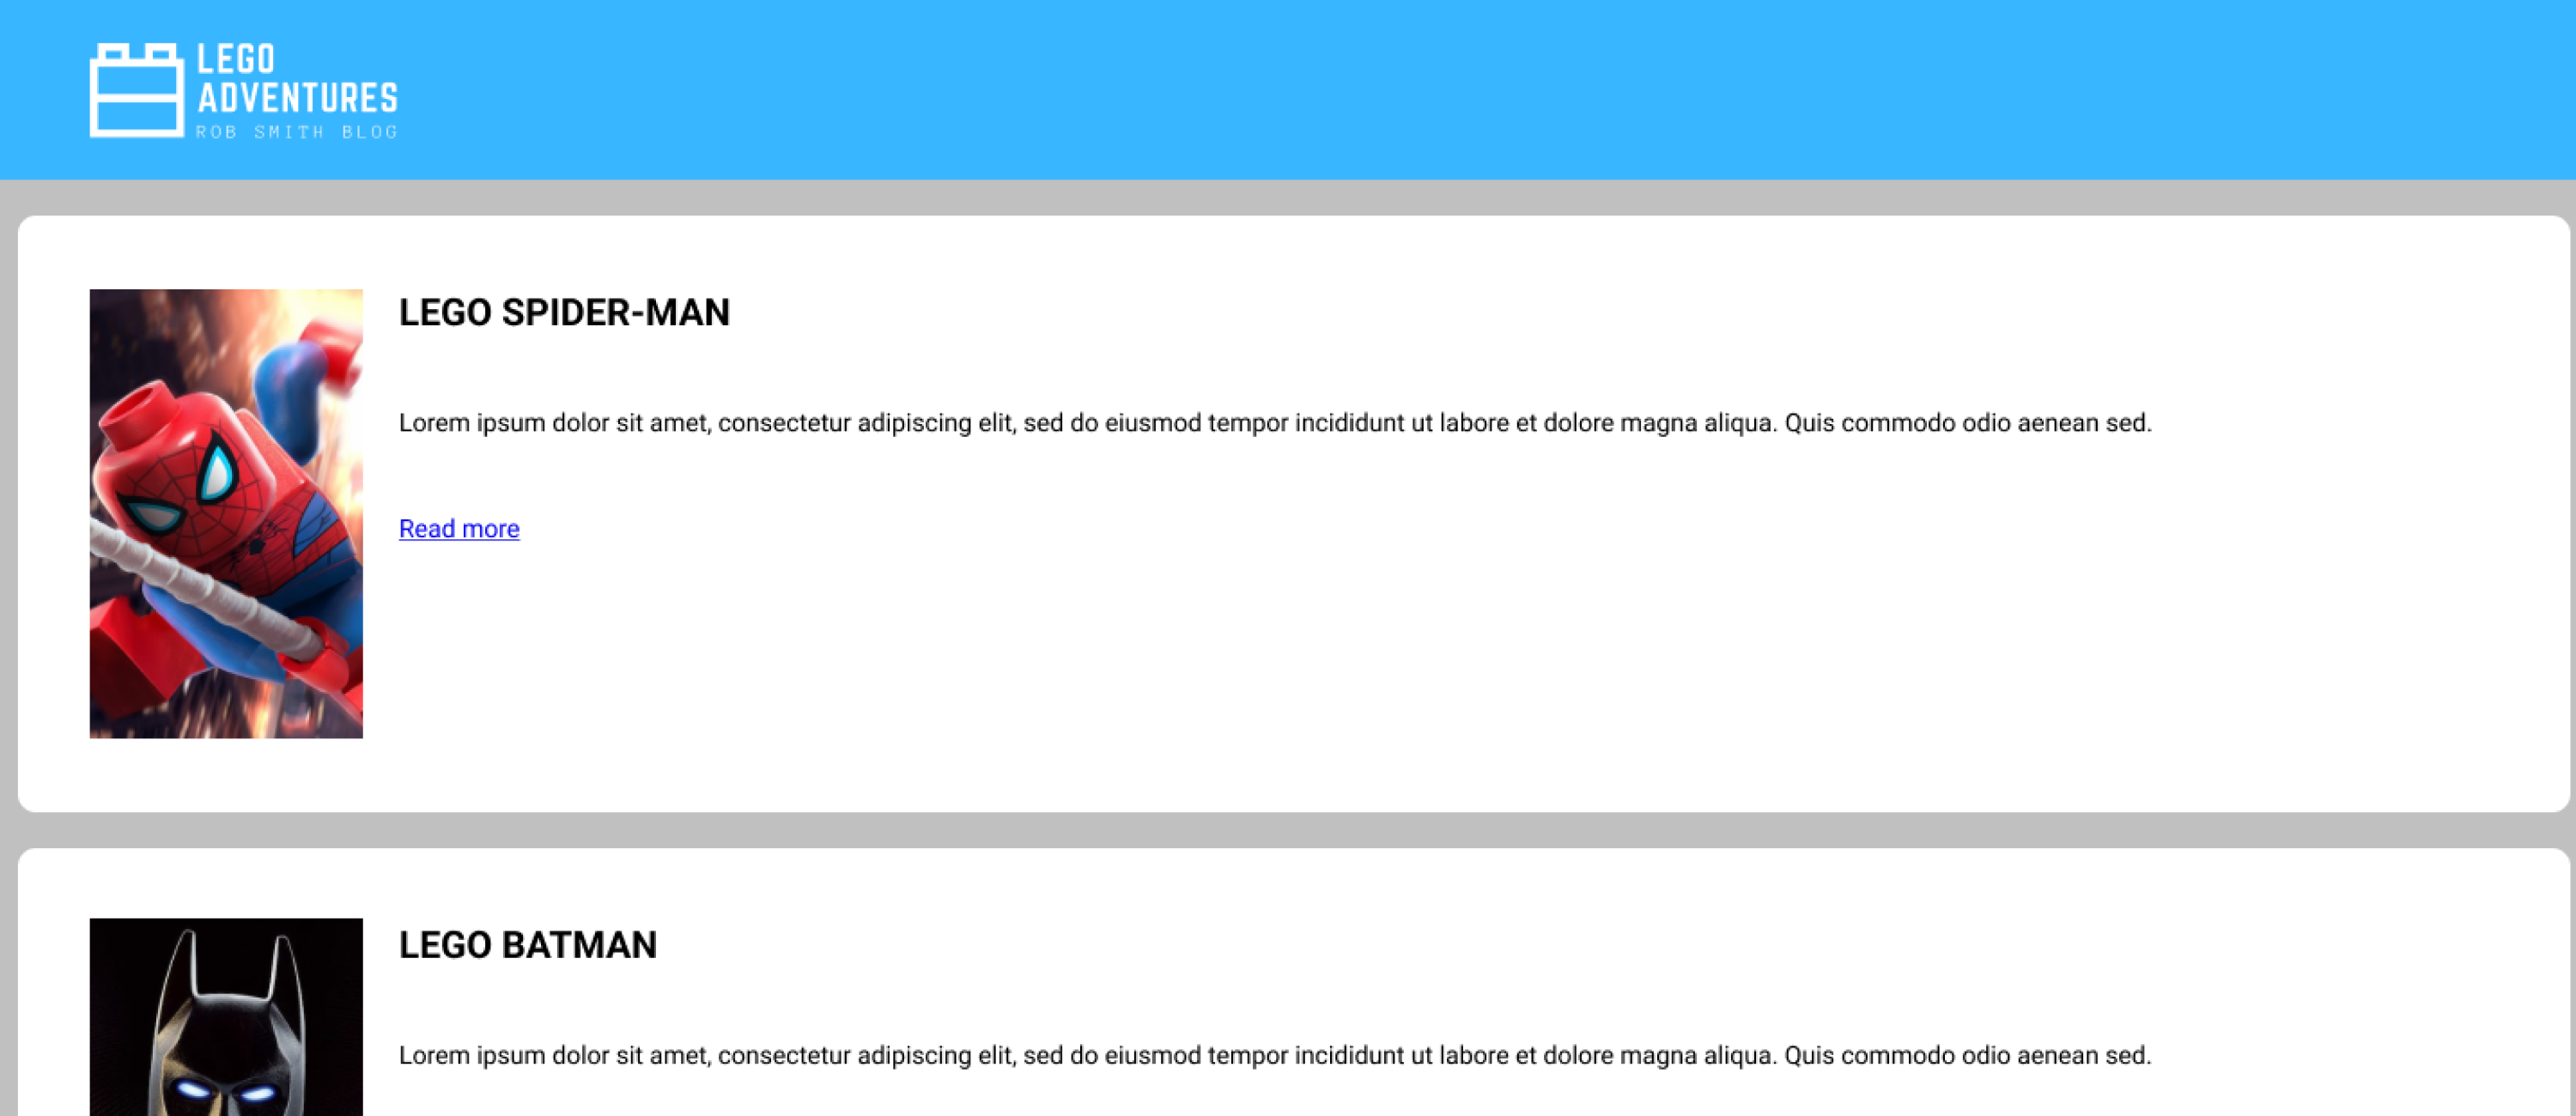 LEGO
ADVENTURES
ROB SMITH BLOG
LEGO SPIDER-MAN
Lorem ipsum dolor sit amet, consectetur adipiscing elit, sed do eiusmod tempor incididunt ut labore et dolore magna aliqua. Quis commodo odio aenean sed.
Read more
LEGO BATMAN
Lorem ipsum dolor sit amet, consectetur adipiscing elit, sed do eiusmod tempor incididunt ut labore et dolore magna aliqua. Quis commodo odio aenean sed.